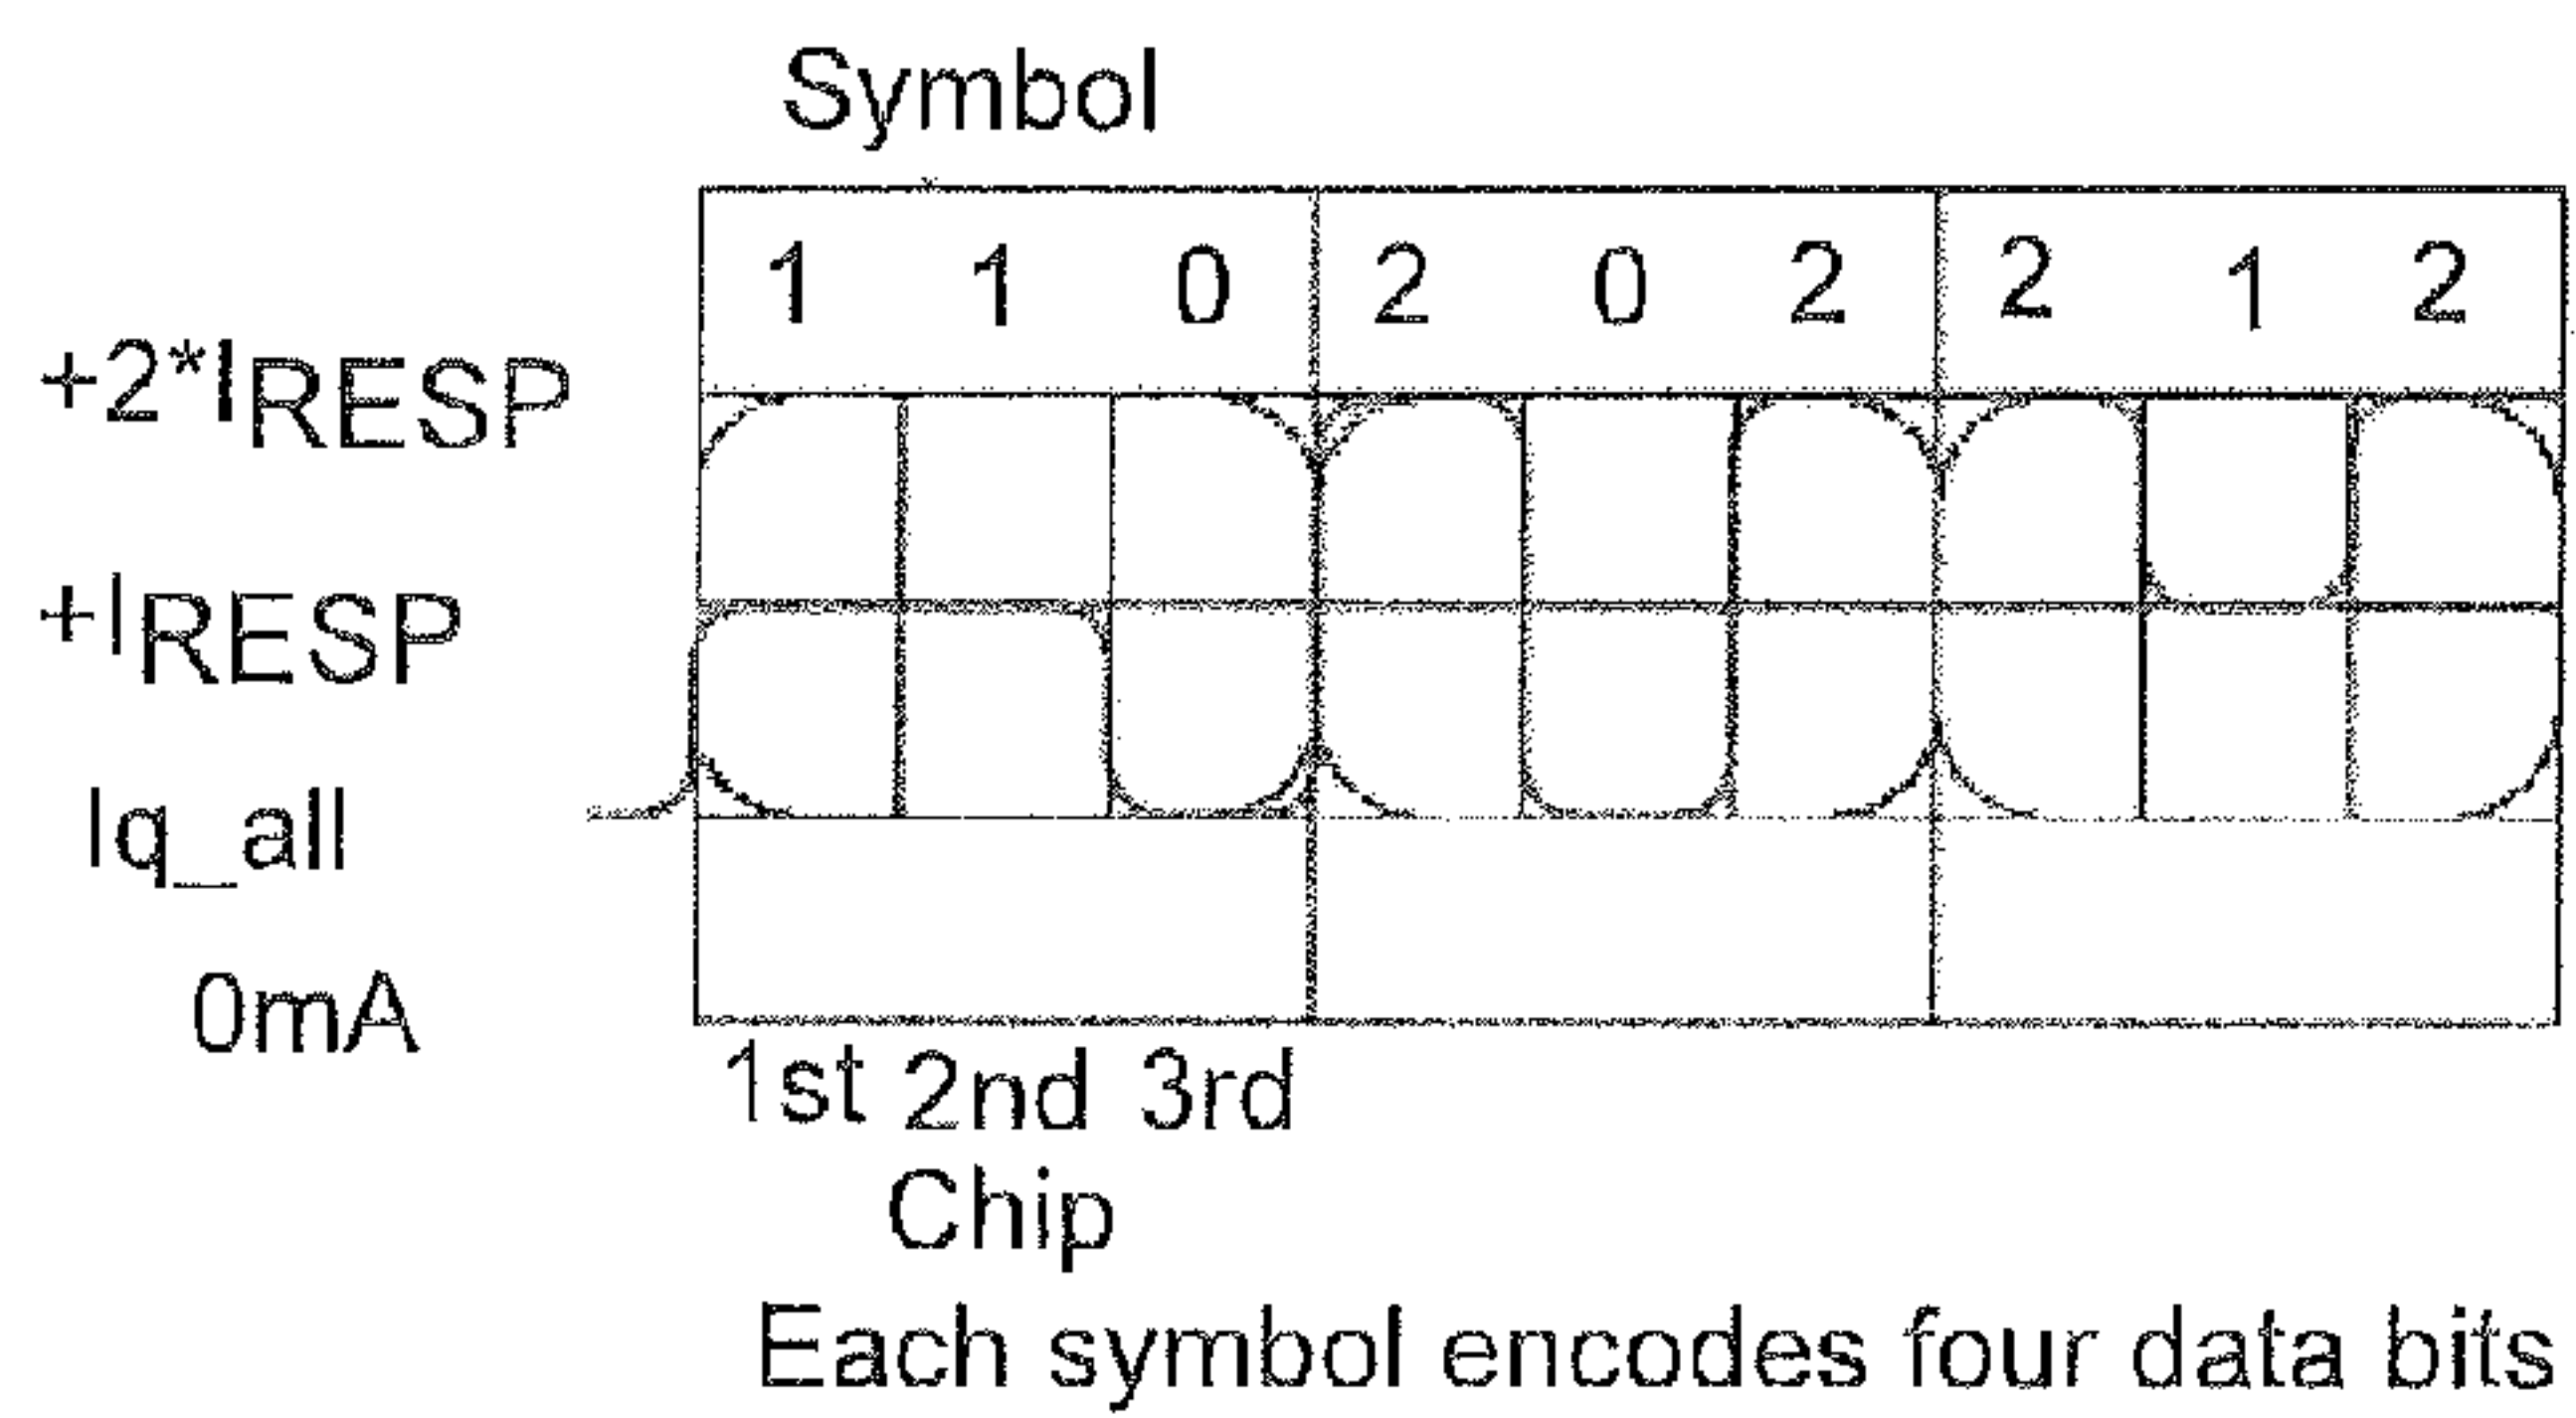 Symbol
1 1 0 2 0 2 2 1 2
+2*IRESP
+IRESP
Iq_all
0mA
1st 2nd 3rd
Chip
Each symbol encodes four data bits